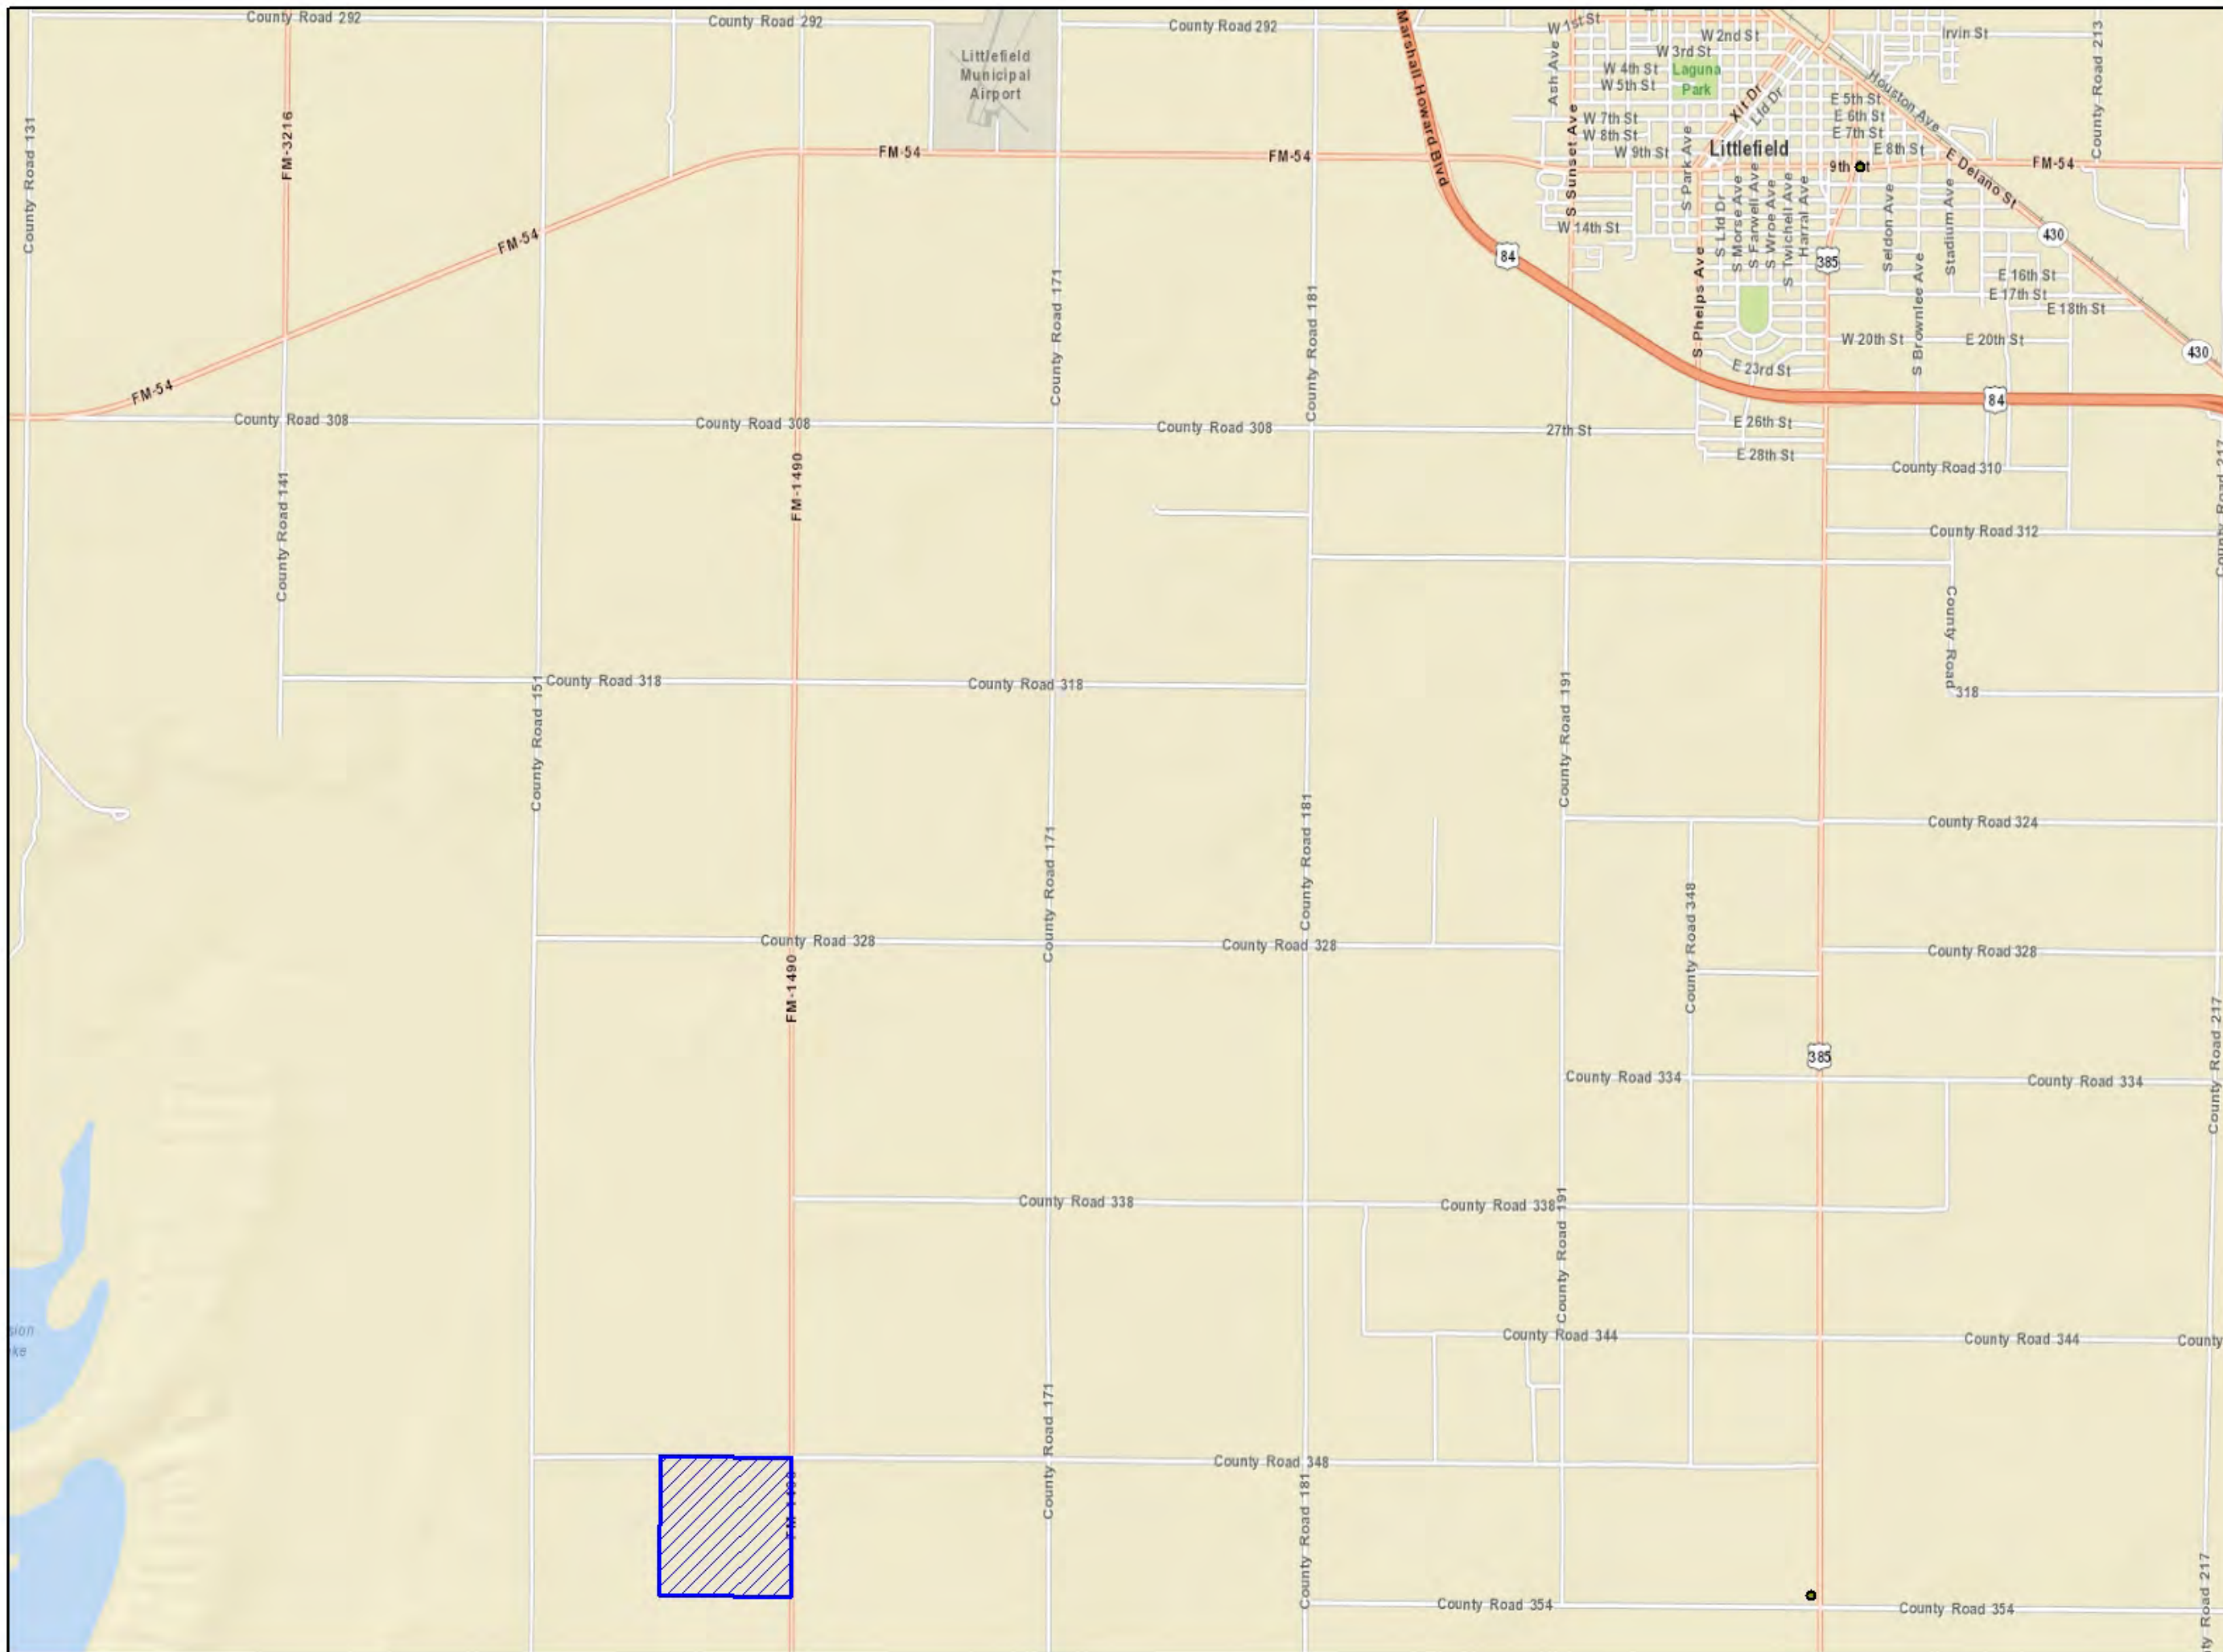 County Road 292
County Road 292
County Road 292
Littlefield
Municipal
Airport
Marshall Howard Blvd
W 1st St
W 2nd St
W 3rd St
W 4th St
W 5th St
Laguna
Park
Ash Ave
Irvin St
County Road 213
Houston Ave
Xit Dr
Lfd Dr
E 5th St
E 6th St
E 7th St
E 8th St
W 7th St
W 8th St
W 9th St
Littlefield
9th St
FM-54
FM-54
FM-54
FM-54
FM-54
E Delano St
County Road 131
FM-3216
S Sunset Ave
S Park Ave
S Lfd Dr
S Morse Ave
S Farwell Ave
S Wroe Ave
S Twichell Ave
Harral Ave
Seldon Ave
Stadium Ave
S Brownlee Ave
W 14th St
84
385
430
E 16th St
E 17th St
E 18th St
S Phelps Ave
W 20th St
E 20th St
E 23rd St
430
84
County Road 171
County Road 181
County Road 308
County Road 308
County Road 308
27th St
E 26th St
E 28th St
County Road 310
County Road 217
County Road 141
FM-1490
County Road 312
County Road
318
County Road 318
County Road 318
County Road 151
County Road 191
County Road 324
County Road 171
County Road 181
County Road 348
County Road 328
County Road 328
County Road 328
FM-1490
385
County Road 217
County Road 334
County Road 334
County Road 338
County Road 338
County Road 191
sion
ke
County Road 344
County Road 344
County
County Road 171
County Road 348
County Road 181
County Road 354
County Road 354
ty Road 217